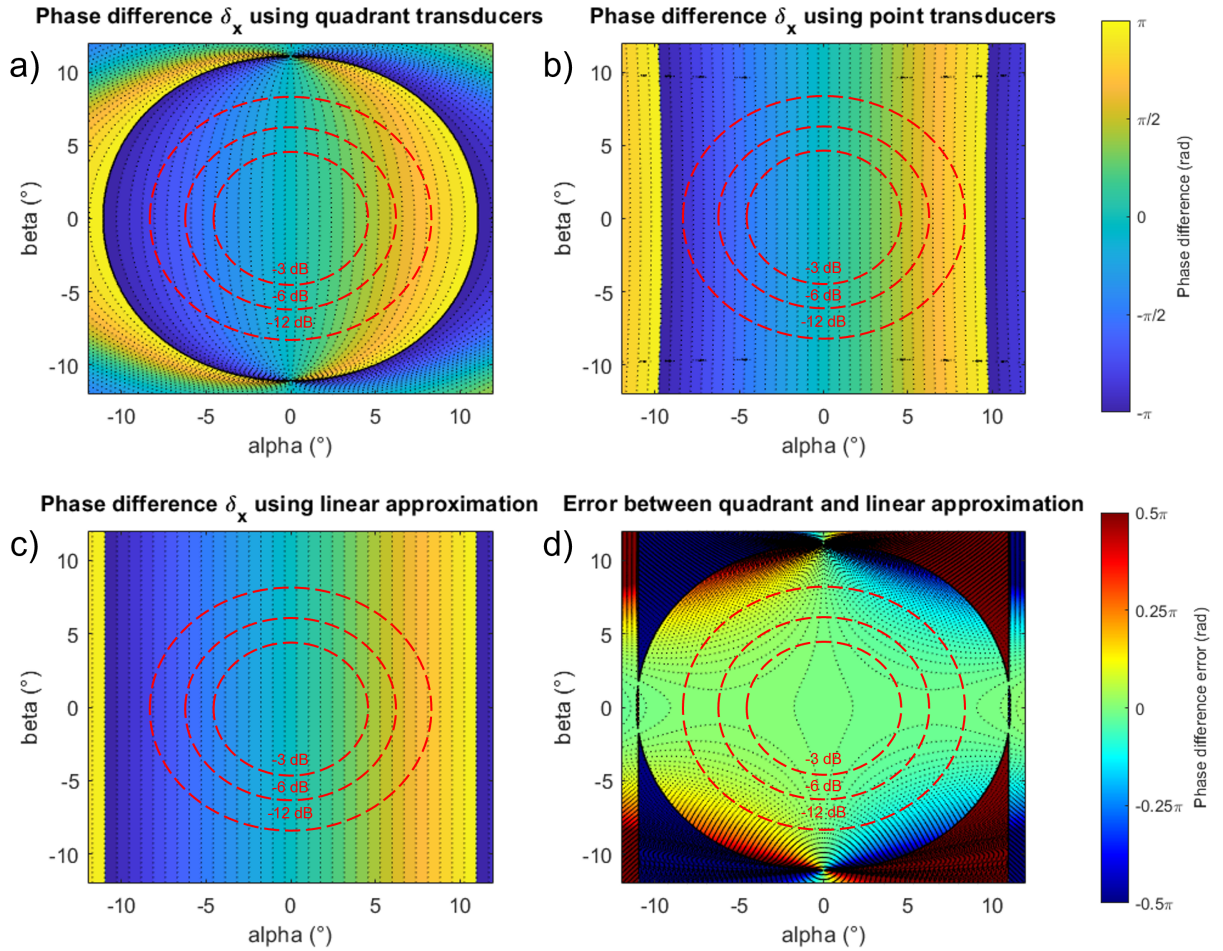 Phase difference δx using quadrant transducers
a)
10
5
0
-5
-10
beta (°)
-3 dB
-6 dB
-12 dB
-10
-5
0
5
10
alpha (°)
Phase difference δx using point transducers
b)
10
5
0
-5
-10
beta (°)
-3 dB
-6 dB
-12 dB
-10
-5
0
5
10
alpha (°)
π
π/2
0
-π/2
-π
Phase difference (rad)
Phase difference δx using linear approximation
c)
10
5
0
-5
-10
beta (°)
-3 dB
-6 dB
-12 dB
-10
-5
0
5
10
alpha (°)
Error between quadrant and linear approximation
d)
10
5
0
-5
-10
beta (°)
-3 dB
-6 dB
-12 dB
-10
-5
0
5
10
alpha (°)
0.5π
0.25π
0
-0.25π
-0.5π
Phase difference error (rad)